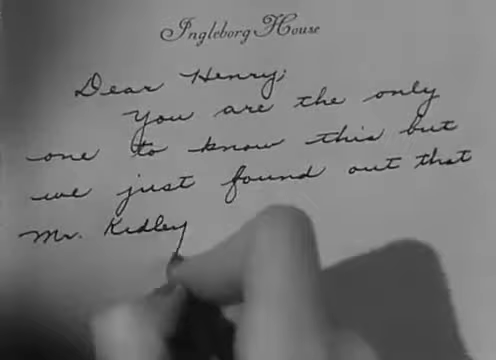 Ingleborg House
Dear Henry;
You are the only
one to know this but
we just found out that
Mr. Kidley